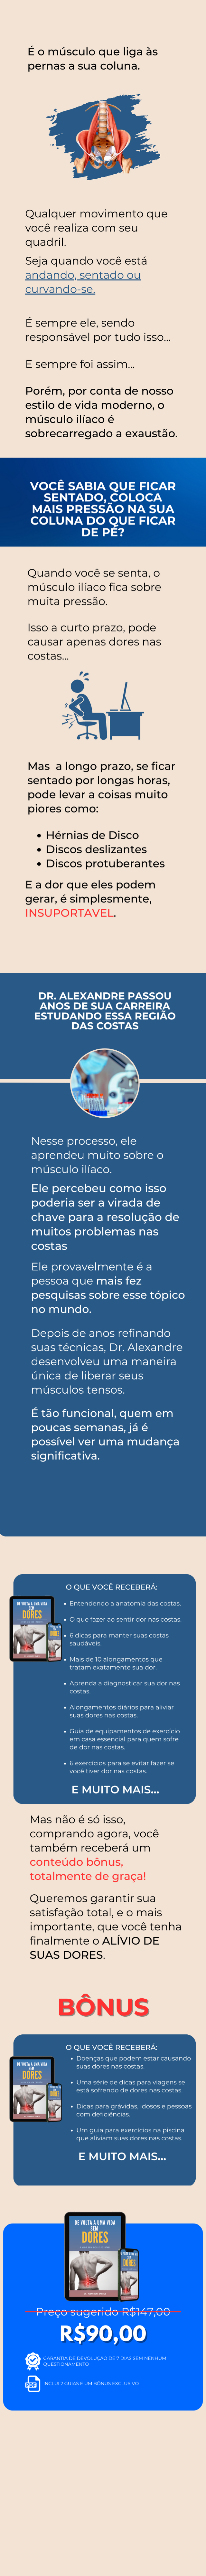 É o músculo que liga às
pernas a sua coluna.
Qualquer movimento que
você realiza com seu
quadril.
Seja quando você está
andando, sentado ou
curvando-se.
É sempre ele, sendo
responsável por tudo isso...
E sempre foi assim...
Porém, por conta de nosso
estilo de vida moderno, o
músculo ilíaco é
sobrecarregado a exaustão.
VOCÊ SABIA QUE FICAR
SENTADO, COLOCA
MAIS PRESSÃO NA SUA
COLUNA DO QUE FICAR
DE PÉ?
Quando você se senta, o
músculo ilíaco fica sobre
muita pressão.
Isso a curto prazo, pode
causar apenas dores nas
costas...
Mas a longo prazo, se ficar
sentado por longas horas,
pode levar a coisas muito
piores como:
• Hérnias de Disco
• Discos deslizantes
• Discos protuberantes
E a dor que eles podem
gerar, é simplesmente,
INSUPORTAVEL.
DR. ALEXANDRE PASSOU
ANOS DE SUA CARREIRA
ESTUDANDO ESSA REGIÃO
DAS COSTAS
Nesse processo, ele
aprendeu muito sobre o
músculo ilíaco.
Ele percebeu como isso
poderia ser a virada de
chave para a resolução de
muitos problemas nas
costas
Ele provavelmente é a
pessoa que mais fez
pesquisas sobre esse tópico
no mundo.
Depois de anos refinando
suas técnicas, Dr. Alexandre
desenvolveu uma maneira
única de liberar seus
músculos tensos.
É tão funcional, quem em
poucas semanas, já é
possível ver uma mudança
significativa.
O QUE VOCÊ RECEBERÁ:
DE VOLTA A UMA VIDA
SEM
DORES
• Entendendo a anatomia das costas.
• O que fazer ao sentir dor nas costas.
• 6 dicas para manter suas costas
saudáveis.
• Mais de 10 alongamentos que
tratam exatamente sua dor.
• Aprenda a diagnosticar sua dor nas
costas.
• Alongamentos diários para aliviar
suas dores nas costas.
• Guia de equipamentos de exercício
em casa essencial para quem sofre
de dor nas costas.
• 6 exercícios para se evitar fazer se
você tiver dor nas costas.
E MUITO MAIS...
Mas não é só isso,
comprando agora, você
também receberá um
conteúdo bônus,
totalmente de graça!
Queremos garantir sua
satisfação total, e o mais
importante, que você tenha
finalmente o ALÍVIO DE
SUAS DORES.
BÔNUS
O QUE VOCÊ RECEBERÁ:
DE VOLTA A UMA VIDA
SEM
DORES
• Doenças que podem estar causando
suas dores nas costas.
• Uma série de dicas para viagens se
está sofrendo de dores nas costas.
• Dicas para grávidas, idosos e pessoas
com deficiências.
• Um guia para exercícios na piscina
que aliviam suas dores nas costas.
E MUITO MAIS...
DE VOLTA A UMA VIDA
SEM
DORES
Preço sugerido R$147,00
R$90,00
GARANTIA DE DEVOLUÇÃO DE 7 DIAS SEM NENHUM
QUESTIONAMENTO
PDF
INCLUI 2 GUIAS E UM BÔNUS EXCLUSIVO